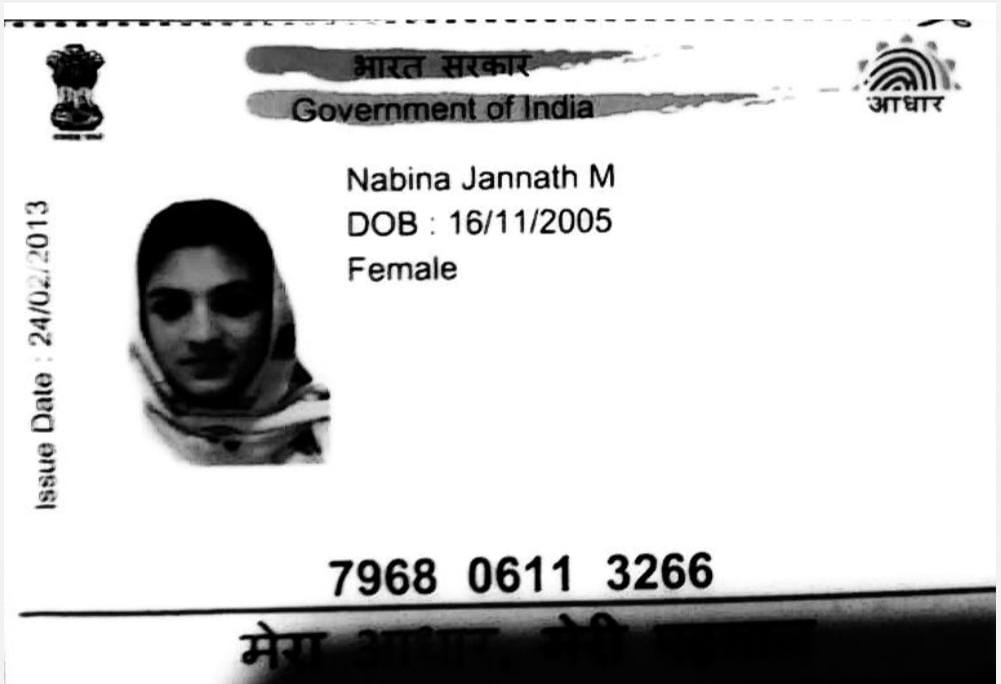 भारत सरकार
Government of India
आधार
Nabina Jannath M
DOB : 16/11/2005
Female
Issue Date : 24/02/2013
7968 0611 3266
मेरा आधार, मेरी